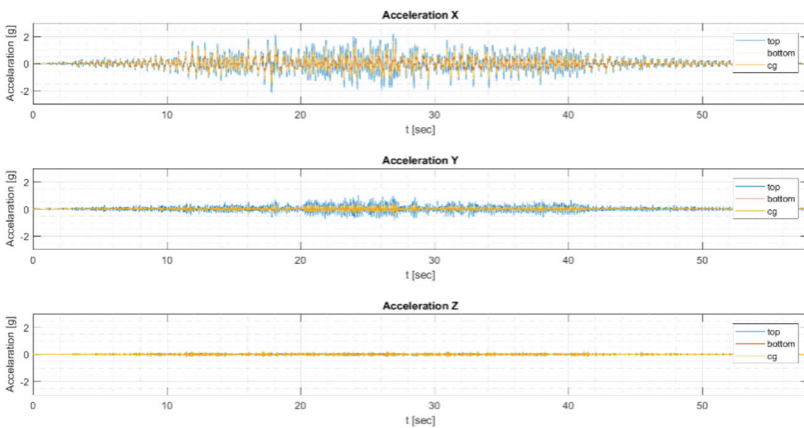 Acceleration X
Accelaration [g]
2
0
-2
top
bottom
cg
0
10
20
30
40
50
t [sec]
Acceleration Y
Accelaration [g]
2
0
-2
top
bottom
cg
0
10
20
30
40
50
t [sec]
Acceleration Z
Accelaration [g]
2
0
-2
top
bottom
cg
0
10
20
30
40
50
t [sec]